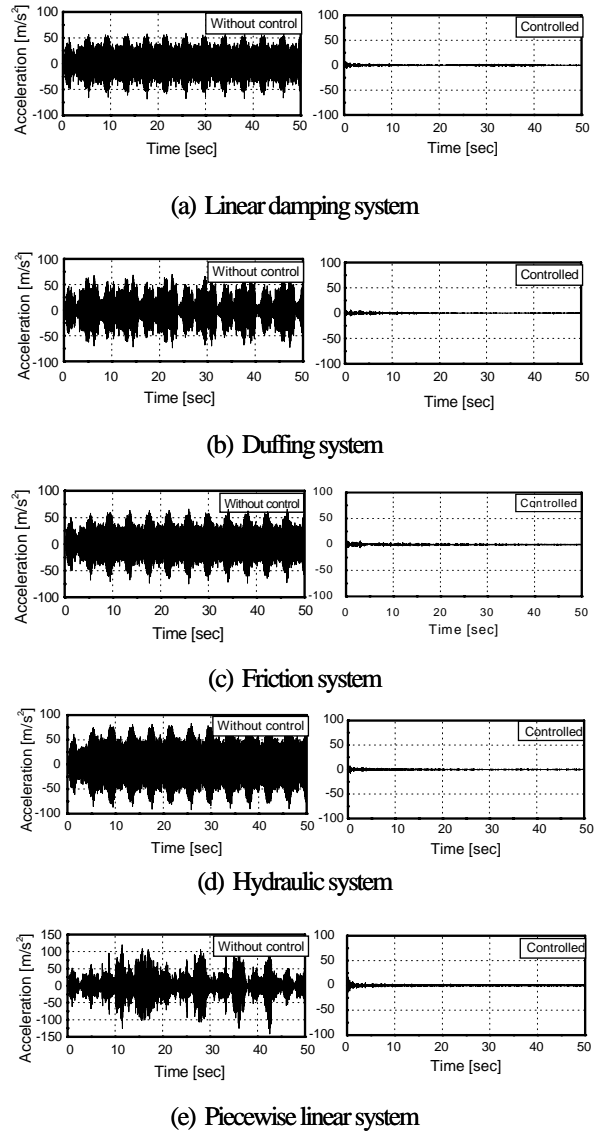 Acceleration [m/s²]
100
50
0
-50
-100
Without control
0 10 20 30 40 50
Time [sec]
100
50
0
-50
-100
Controlled
0 10 20 30 40 50
Time [sec]
(a) Linear damping system
Acceleration [m/s²]
100
50
0
-50
-100
Without control
0 10 20 30 40 50
Time [sec]
100
50
0
-50
-100
Controlled
0 10 20 30 40 50
Time [sec]
(b) Duffing system
Acceleration [m/s²]
100
50
0
-50
-100
Without control
0 10 20 30 40 50
Time [sec]
100
50
0
-50
-100
Controlled
0 10 20 30 40 50
Time [sec]
(c) Friction system
Acceleration [m/s²]
100
50
0
-50
-100
Without control
0 10 20 30 40 50
Time [sec]
100
50
0
-50
-100
Controlled
0 10 20 30 40 50
Time [sec]
(d) Hydraulic system
Acceleration [m/s²]
150
100
50
0
-50
-100
-150
Without control
0 10 20 30 40 50
Time [sec]
100
50
0
-50
-100
Controlled
0 10 20 30 40 50
Time [sec]
(e) Piecewise linear system